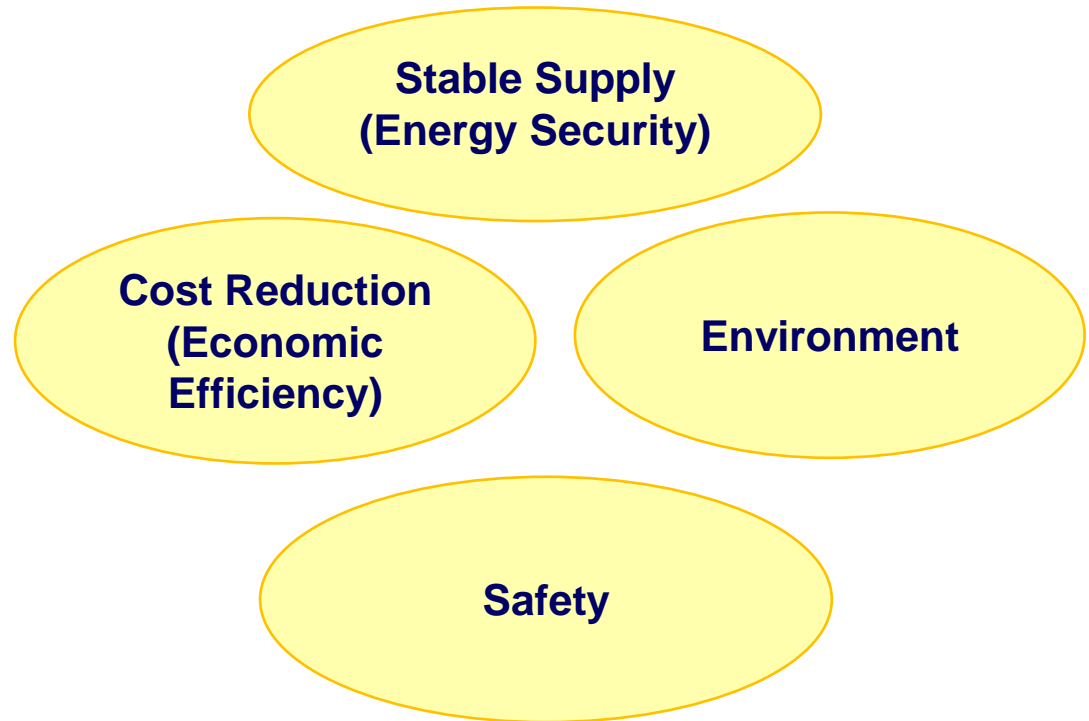 Stable Supply
(Energy Security)
Cost Reduction
(Economic
Efficiency)
Environment
Safety